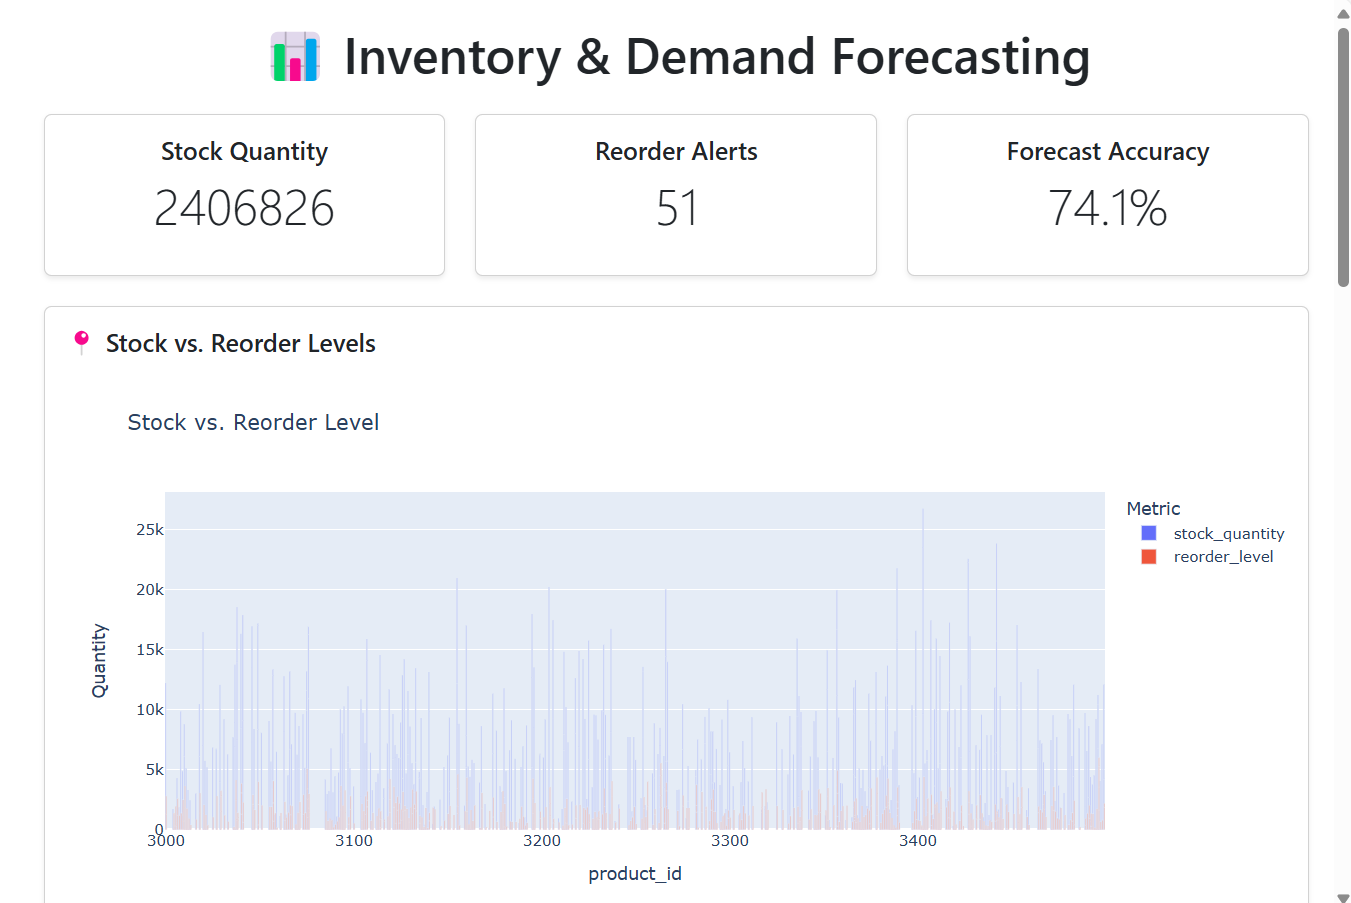 Inventory & Demand Forecasting
Stock Quantity
2406826
Reorder Alerts
51
Forecast Accuracy
74.1%
Stock vs. Reorder Levels
Stock vs. Reorder Level
Metric
stock_quantity
reorder_level
Quantity
25k
20k
15k
10k
5k
0
3000 3100 3200 3300 3400
product_id